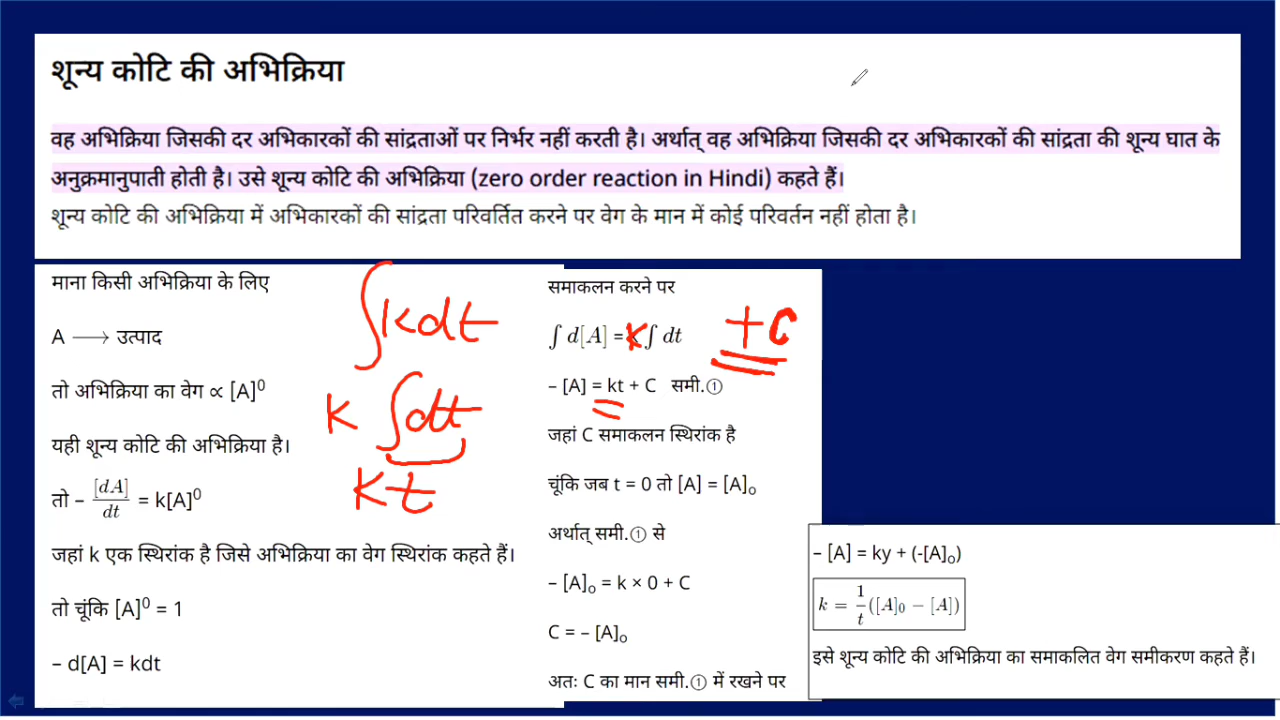 शून्य कोटि की अभिक्रिया
वह अभिक्रिया जिसकी दर अभिकारकों की सांद्रताओं पर निर्भर नहीं करती है। अर्थात् वह अभिक्रिया जिसकी दर अभिकारकों की सांद्रता की शून्य घात के
अनुक्रमानुपाती होती है। उसे शून्य कोटि की अभिक्रिया (zero order reaction in Hindi) कहते हैं।
शून्य कोटि की अभिक्रिया में अभिकारकों की सांद्रता परिवर्तित करने पर वेग के मान में कोई परिवर्तन नहीं होता है।
माना किसी अभिक्रिया के लिए
A ⟶ उत्पाद
तो अभिक्रिया का वेग ∝ [A]⁰
यही शून्य कोटि की अभिक्रिया है।
तो – [dA]/dt = k[A]⁰
जहां k एक स्थिरांक है जिसे अभिक्रिया का वेग स्थिरांक कहते हैं।
तो चूंकि [A]⁰ = 1
– d[A] = kdt
∫kdt
k ∫dt
kt
समाकलन करने पर
∫ d[A] = k∫ dt +c
– [A] = kt + C समी.①
जहां C समाकलन स्थिरांक है
चूंकि जब t = 0 तो [A] = [A]ₒ
अर्थात् समी.① से
– [A]ₒ = k × 0 + C
C = – [A]ₒ
अतः C का मान समी.① में रखने पर
– [A] = ky + (-[A]ₒ)
k = 1/t([A]₀ − [A])
इसे शून्य कोटि की अभिक्रिया का समाकलित वेग समीकरण कहते हैं।